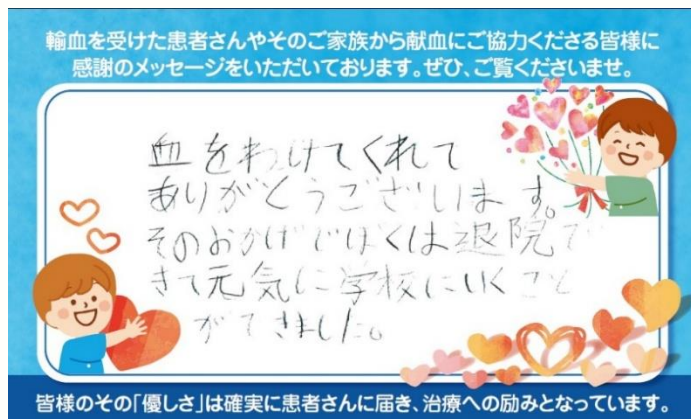 輸血を受けた患者さんやそのご家族から献血にご協力くださる皆様に
感謝のメッセージをいただいております。ぜひ、ご覧くださいませ。
血をわけてくれて
ありがとうございます。
そのおかげでぼくは退院で
きて元気に学校にいくこと
ができました。
皆様のその「優しさ」は確実に患者さんに届き、治療への励みとなっています。